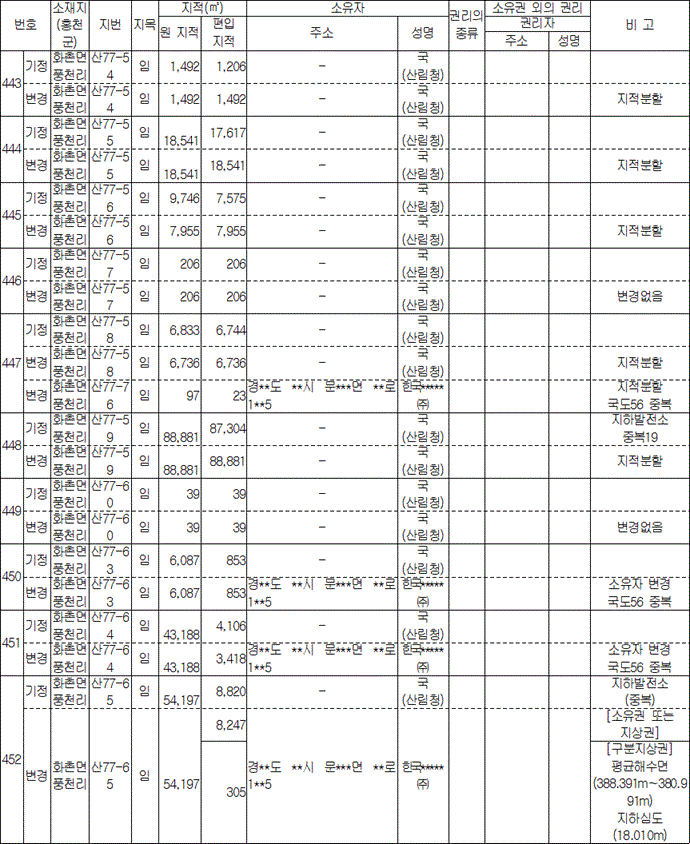 번호 소재지(홍천군) 지번 지목 지적(㎡) 소유자 권리의 종류 소유권 외의 권리 비 고
원 지적 편입 지적 주소 성명 권리자
주소 성명
443 기정 화촌면 풍천리 산77-54 임 1,492 1,206 - 국(산림청)
변경 화촌면 풍천리 산77-54 임 1,492 1,492 - 국(산림청) 지적분할
444 기정 화촌면 풍천리 산77-55 임 18,541 17,617 - 국(산림청)
변경 화촌면 풍천리 산77-55 임 18,541 18,541 - 국(산림청) 지적분할
445 기정 화촌면 풍천리 산77-56 임 9,746 7,575 - 국(산림청)
변경 화촌면 풍천리 산77-56 임 7,955 7,955 - 국(산림청) 지적분할
446 기정 화촌면 풍천리 산77-57 임 206 206 - 국(산림청)
변경 화촌면 풍천리 산77-57 임 206 206 - 국(산림청) 변경없음
447 기정 화촌면 풍천리 산77-58 임 6,833 6,744 - 국(산림청)
변경 화촌면 풍천리 산77-58 임 6,736 6,736 - 국(산림청) 지적분할
변경 화촌면 풍천리 산77-76 임 97 23 경**도 **시 문***면 **로 1**5 한국*****㈜ 지적분할 국도56 중복
448 기정 화촌면 풍천리 산77-59 임 88,881 87,304 - 국(산림청) 지하발전소 중복19
변경 화촌면 풍천리 산77-59 임 88,881 88,881 - 국(산림청) 지적분할
449 기정 화촌면 풍천리 산77-60 임 39 39 - 국(산림청)
변경 화촌면 풍천리 산77-60 임 39 39 - 국(산림청) 변경없음
450 기정 화촌면 풍천리 산77-63 임 6,087 853 - 국(산림청)
변경 화촌면 풍천리 산77-63 임 6,087 853 경**도 **시 문***면 **로 1**5 한국*****㈜ 소유자 변경 국도56 중복
451 기정 화촌면 풍천리 산77-64 임 43,188 4,106 - 국(산림청)
변경 화촌면 풍천리 산77-64 임 43,188 3,418 경**도 **시 문***면 **로 1**5 한국*****㈜ 소유자 변경 국도56 중복
452 기정 화촌면 풍천리 산77-65 임 54,197 8,820 - 국(산림청) 지하발전소 (중복)
변경 화촌면 풍천리 산77-65 임 54,197 8,247 경**도 **시 문***면 **로 1**5 한국*****㈜ [소유권 또는 지상권]
305 [구분지상권] 평균해수면 (388.391m~380.991m) 지하심도 (18.010m)